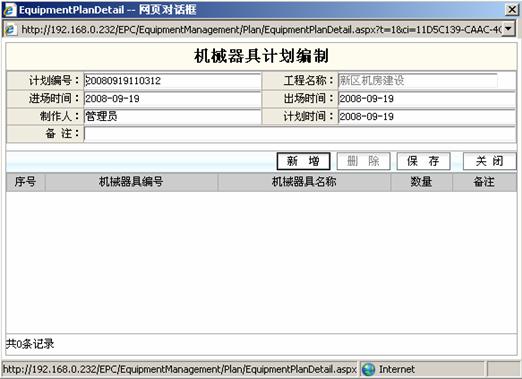 EquipmentPlanDetail -- 网页对话框
http://192.168.0.232/EPC/EquipmentManagement/Plan/EquipmentPlanDetail.aspx?t=1&ci=11D5C139-CAAC-4C
机械器具计划编制
计划编号： 20080919110312 工程名称： 新区机房建设
进场时间： 2008-09-19 出场时间： 2008-09-19
制作人： 管理员 计划时间： 2008-09-19
备 注：
新 增 删 除 保 存 关 闭
序号 机械器具编号 机械器具名称 数量 备注
共0条记录
http://192.168.0.232/EPC/EquipmentManagement/Plan/EquipmentPlanDetail.aspx Internet